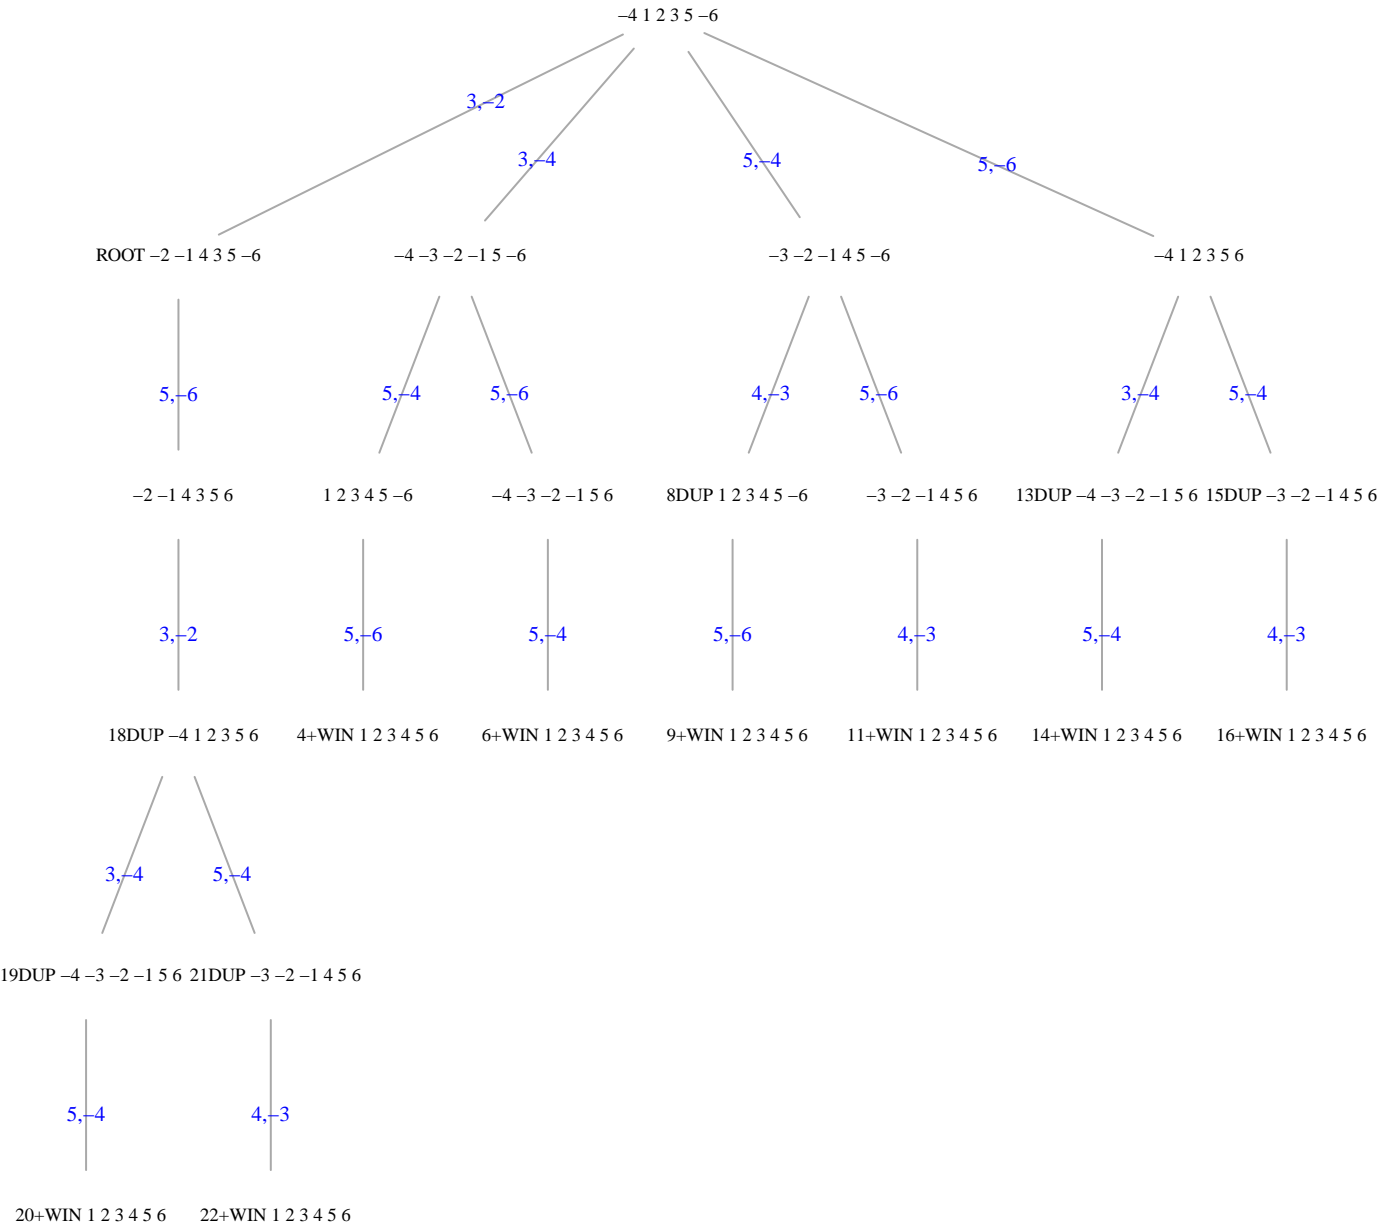 –4 1 2 3 5 –6
3,–2
3,–4
5,–4
5,–6
ROOT –2 –1 4 3 5 –6
–4 –3 –2 –1 5 –6
–3 –2 –1 4 5 –6
–4 1 2 3 5 6
5,–6
5,–4
5,–6
4,–3
5,–6
3,–4
5,–4
–2 –1 4 3 5 6
1 2 3 4 5 –6
–4 –3 –2 –1 5 6
8DUP 1 2 3 4 5 –6
–3 –2 –1 4 5 6
13DUP –4 –3 –2 –1 5 6
15DUP –3 –2 –1 4 5 6
3,–2
5,–6
5,–4
5,–6
4,–3
5,–4
4,–3
18DUP –4 1 2 3 5 6
4+WIN 1 2 3 4 5 6
6+WIN 1 2 3 4 5 6
9+WIN 1 2 3 4 5 6
11+WIN 1 2 3 4 5 6
14+WIN 1 2 3 4 5 6
16+WIN 1 2 3 4 5 6
3,–4
5,–4
19DUP –4 –3 –2 –1 5 6
21DUP –3 –2 –1 4 5 6
5,–4
4,–3
20+WIN 1 2 3 4 5 6
22+WIN 1 2 3 4 5 6